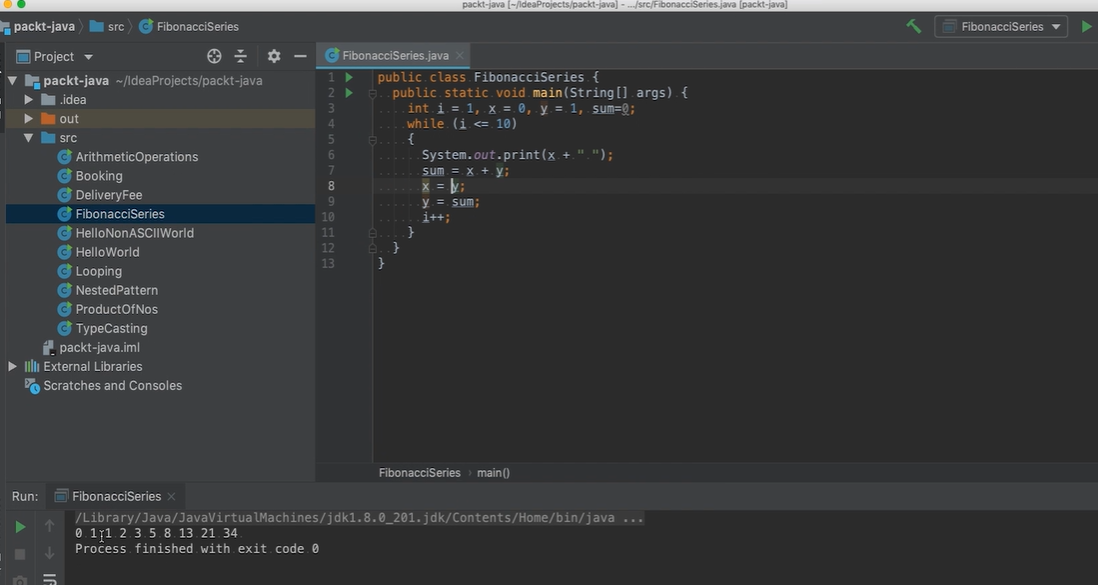 packt-java [~/IdeaProjects/packt-java] - .../src/FibonacciSeries.java [packt-java]
packt-java src FibonacciSeries
FibonacciSeries
Project
FibonacciSeries.java
packt-java ~/IdeaProjects/packt-java
.idea
out
src
ArithmeticOperations
Booking
DeliveryFee
FibonacciSeries
HelloNonASCIIWorld
HelloWorld
Looping
NestedPattern
ProductOfNos
TypeCasting
packt-java.iml
External Libraries
Scratches and Consoles
1 public class FibonacciSeries {
2 public static void main(String[] args) {
3 int i = 1, x = 0, y = 1, sum=0;
4 while (i <= 10)
5 {
6 System.out.print(x + " ");
7 sum = x + y;
8 x = y;
9 y = sum;
10 i++;
11 }
12 }
13 }
FibonacciSeries main()
Run: FibonacciSeries
/Library/Java/JavaVirtualMachines/jdk1.8.0_201.jdk/Contents/Home/bin/java ...
0 1 1 2 3 5 8 13 21 34
Process finished with exit code 0